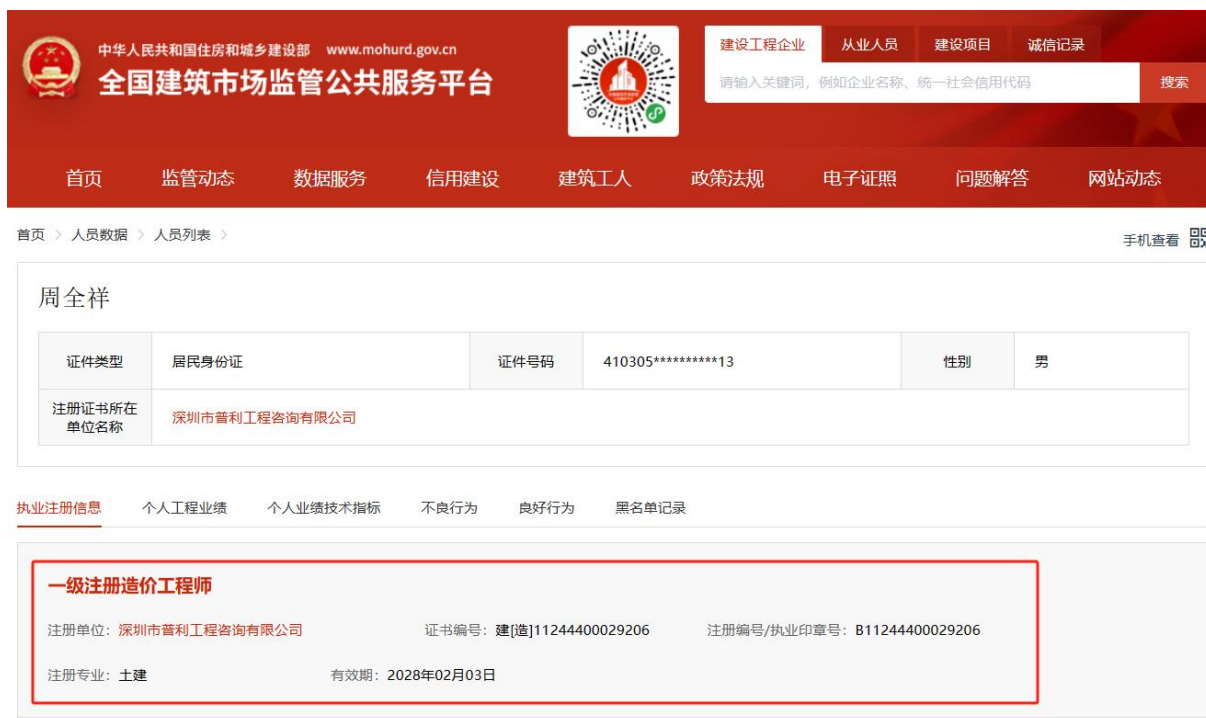 中华人民共和国住房和城乡建设部 www.mohurd.gov.cn
全国建筑市场监管公共服务平台
建设工程企业 从业人员 建设项目 诚信记录
请输入关键词，例如企业名称、统一社会信用代码 搜索
首页 监管动态 数据服务 信用建设 建筑工人 政策法规 电子证照 问题解答 网站动态
首页 > 人员数据 > 人员列表 >
手机查看
周全祥
证件类型 居民身份证 证件号码 410305**********13 性别 男
注册证书所在
单位名称
深圳市普利工程咨询有限公司
执业注册信息 个人工程业绩 个人业绩技术指标 不良行为 良好行为 黑名单记录
一级注册造价工程师
注册单位：深圳市普利工程咨询有限公司 证书编号：建[造]11244400029206 注册编号/执业印章号：B11244400029206
注册专业：土建 有效期：2028年02月03日